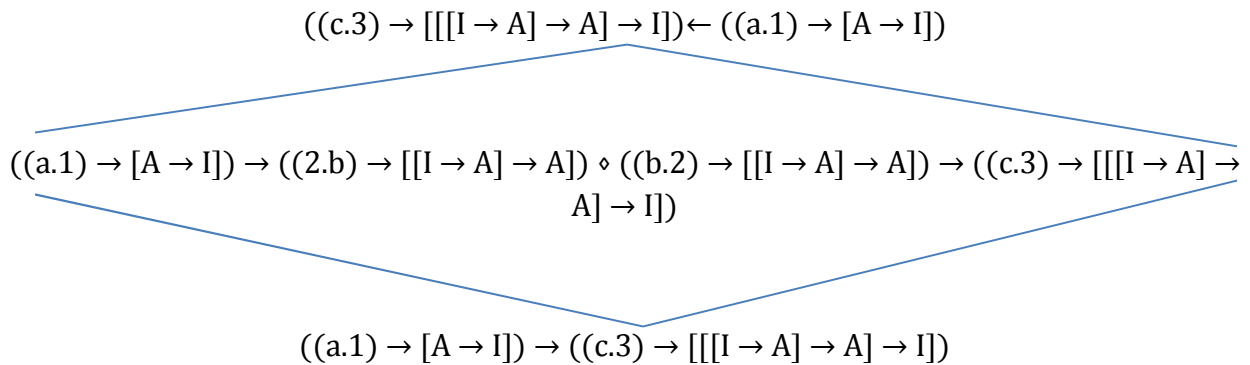 ((c.3) → [[[I → A] → A] → I])← ((a.1) → [A → I])
((a.1) → [A → I]) → ((2.b) → [[I → A] → A]) ⋄ ((b.2) → [[I → A] → A]) → ((c.3) → [[[I → A] →
A] → I])
((a.1) → [A → I]) → ((c.3) → [[[I → A] → A] → I])